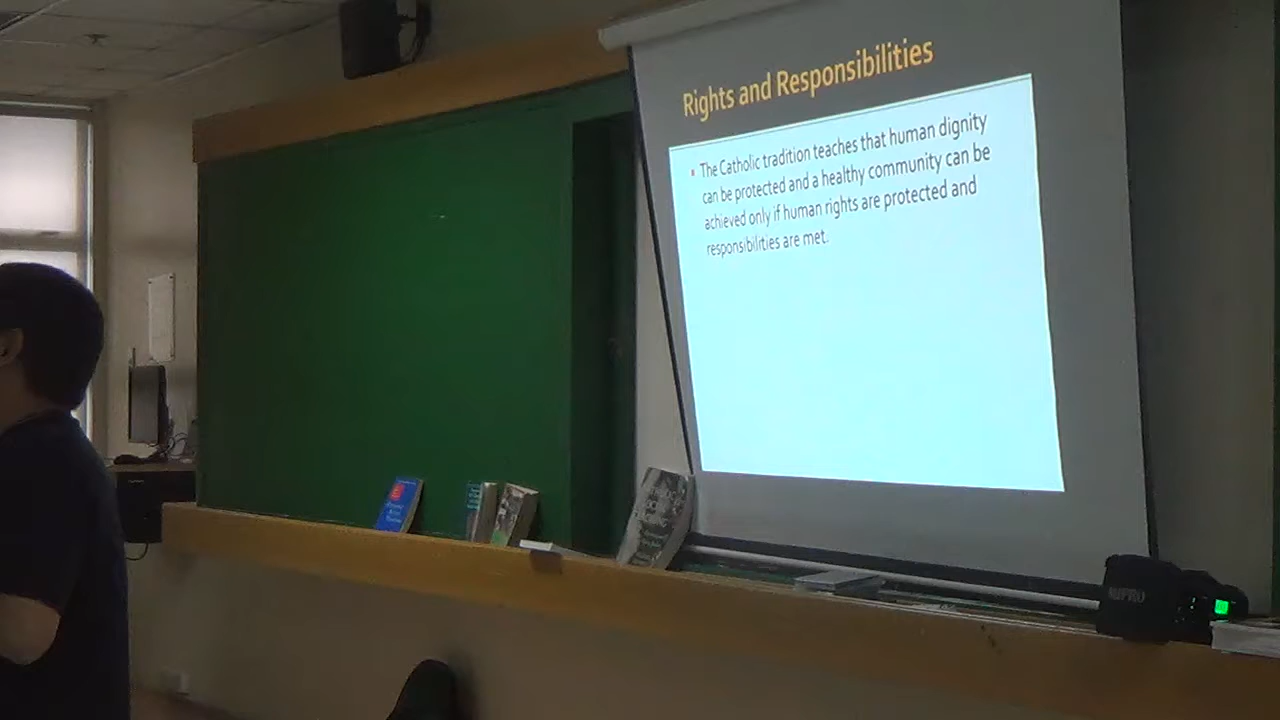 Rights and Responsibilities
The Catholic tradition teaches that human dignity
can be protected and a healthy community can be
achieved only if human rights are protected and
responsibilities are met.
MIPRO